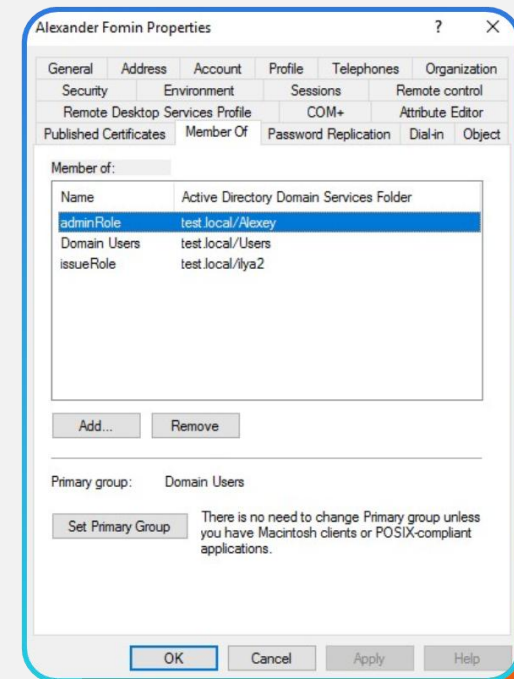 Alexander Fomin Properties ? ×
General Address Account Profile Telephones Organization
Security Environment Sessions Remote control
Remote Desktop Services Profile COM+ Attribute Editor
Published Certificates Member Of Password Replication Dial-in Object
Member of:
Name Active Directory Domain Services Folder
adminRole test.local/Alexey
Domain Users test.local/Users
issueRole test.local/ilya2
Add... Remove
Primary group: Domain Users
Set Primary Group
There is no need to change Primary group unless
you have Macintosh clients or POSIX-compliant
applications.
OK Cancel Apply Help